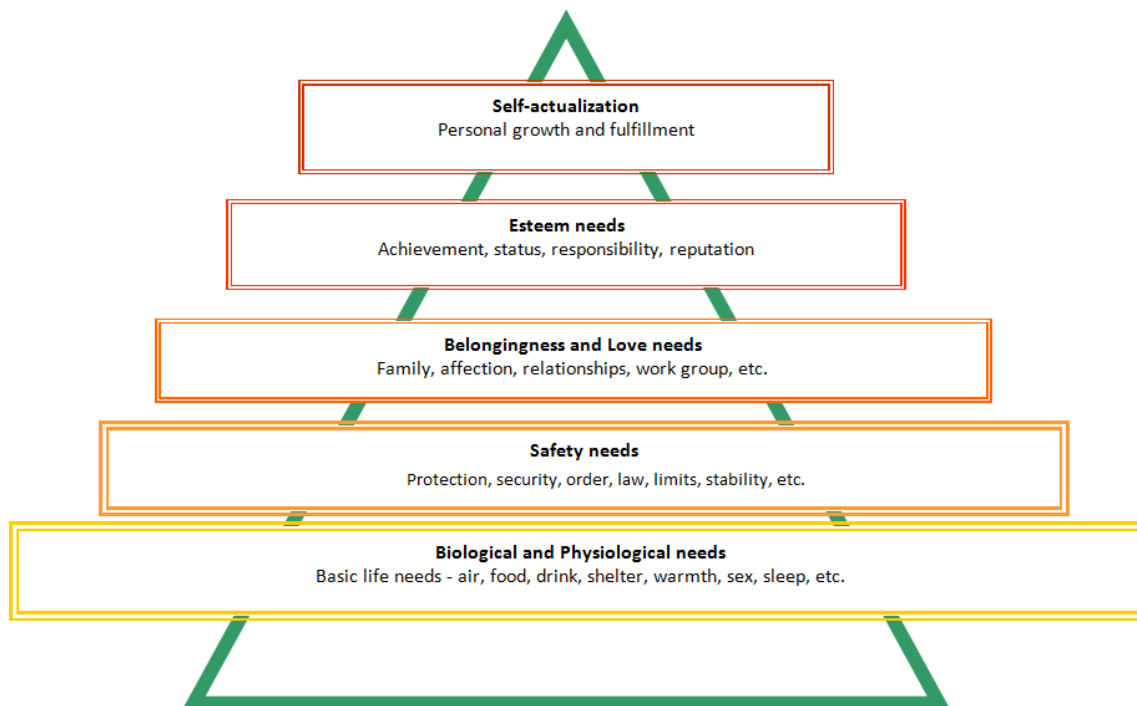 Self-actualization
Personal growth and fulfillment
Esteem needs
Achievement, status, responsibility, reputation
Belongingness and Love needs
Family, affection, relationships, work group, etc.
Safety needs
Protection, security, order, law, limits, stability, etc.
Biological and Physiological needs
Basic life needs - air, food, drink, shelter, warmth, sex, sleep, etc.